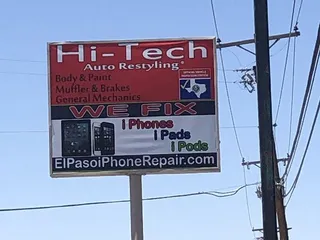 Hi-Tech
Auto Restyling
Body & Paint
Muffler & Brakes
General Mechanics
WE FIX
i Phones
i Pads
i Pods
ElPasoiPhoneRepair.com